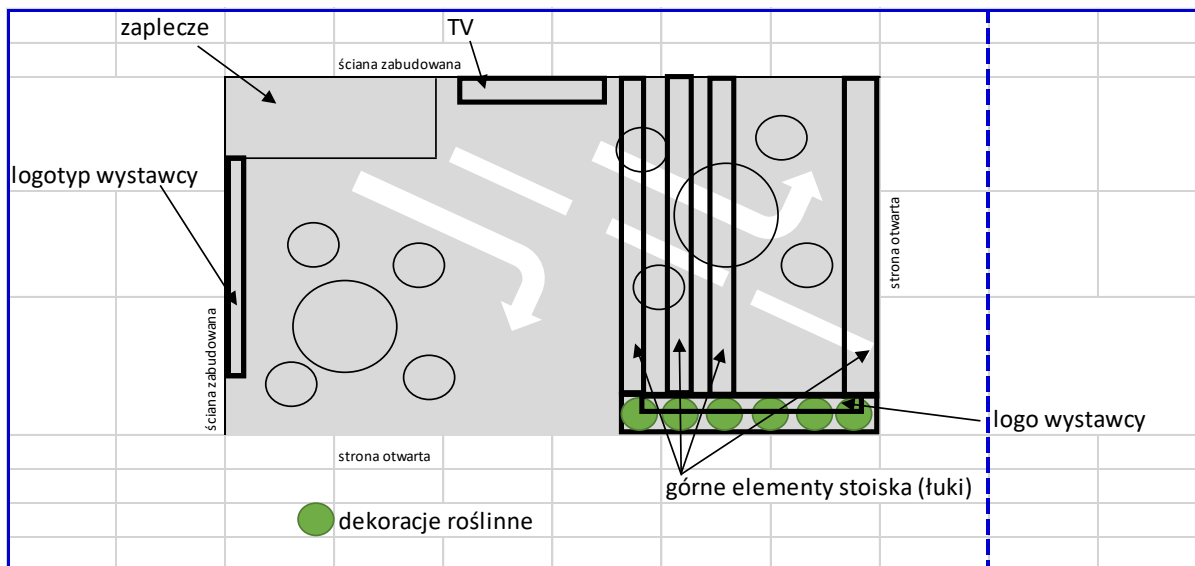 zaplecze
TV
ściana zabudowana
logotyp wystawcy
strona otwarta
ściana zabudowana
logo wystawcy
strona otwarta
górne elementy stoiska (łuki)
dekoracje roślinne